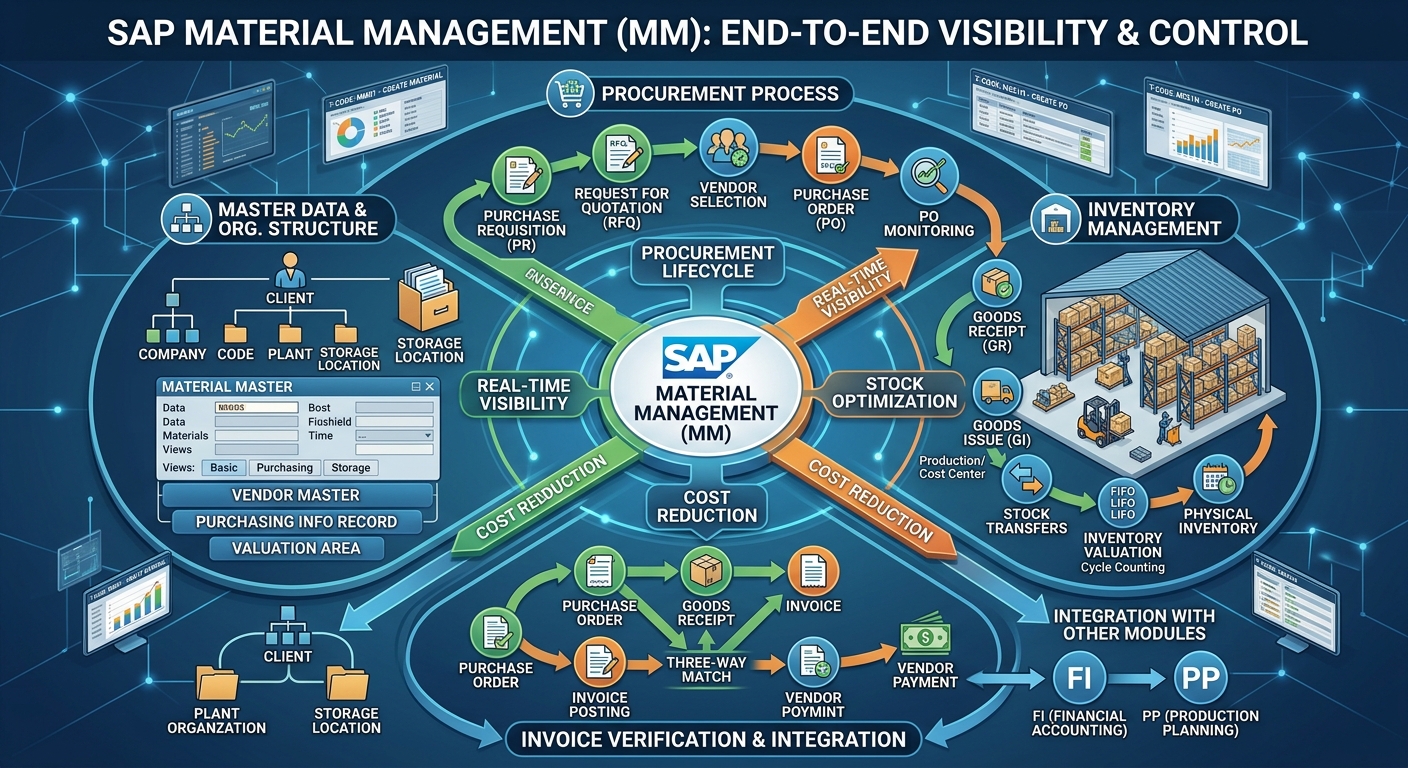 SAP MATERIAL MANAGEMENT (MM): END-TO-END VISIBILITY & CONTROL
PROCUREMENT PROCESS
PURCHASE
REQUISITION
(PR)
RFQ
REQUEST FOR
QUOTATION
(RFQ)
VENDOR
SELECTION
PURCHASE
ORDER
(PO)
PO
MONITORING
MASTER DATA &
ORG. STRUCTURE
CLIENT
COMPANY
CODE
PLANT
STORAGE
LOCATION
STORAGE
LOCATION
MATERIAL MASTER
Data
Bost
Data
Fioshield
Materials
Time
Views
Views:
Basic
Purchasing
Storage
VENDOR MASTER
PURCHASING INFO RECORD
VALUATION AREA
PROCUREMENT
LIFECYCLE
REAL-TIME
VISIBILITY
REAL-TIME
VISIBILITY
SAP
MATERIAL
MANAGEMENT
(MM)
STOCK
OPTIMIZATION
COST REDUCTION
COST
REDUCTION
INVENTORY
MANAGEMENT
GOODS
RECEIPT
(GR)
GOODS
ISSUE (GI)
Production/
Cost Center
STOCK
TRANSFERS
FIFO
LIFO
LIFO
INVENTORY
VALUATION
Cycle Counting
PHYSICAL
INVENTORY
CLIENT
PLANT
ORGANZATION
STORAGE
LOCATION
PURCHASE
ORDER
GOODS
RECEIPT
INVOICE
PURCHASE
ORDER
INVOICE
POSTING
THREE-WAY
MATCH
VENDOR
POYMINT
VENDOR
PAYMENT
INVOICE VERIFICATION & INTEGRATION
INTEGRATION WITH
OTHER MODULES
FI
PP
FI (FINANCIAL
ACCOUNTING)
PP (PRODUCTION
PLANNING)